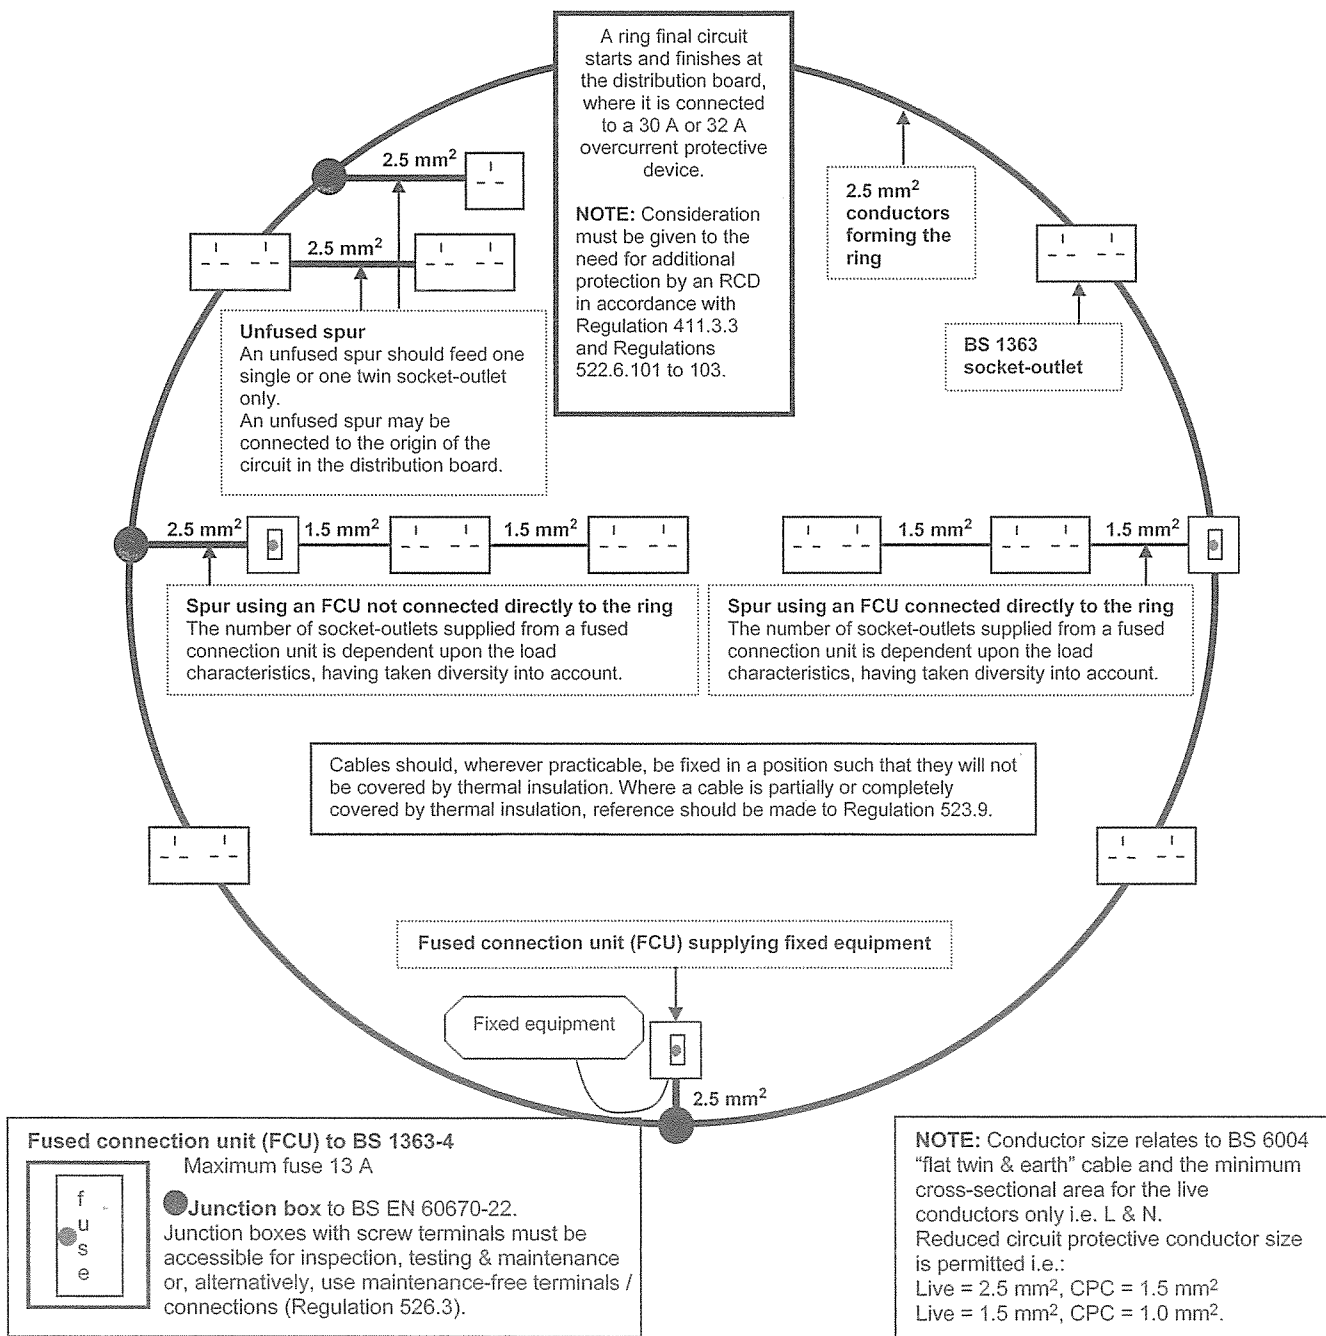 A ring final circuit
starts and finishes at
the distribution board,
where it is connected
to a 30 A or 32 A
overcurrent protective
device.
NOTE: Consideration
must be given to the
need for additional
protection by an RCD
in accordance with
Regulation 411.3.3
and Regulations
522.6.101 to 103.
2.5 mm²
2.5 mm²
2.5 mm²
conductors
forming the
ring
Unfused spur
An unfused spur should feed one
single or one twin socket-outlet
only.
An unfused spur may be
connected to the origin of the
circuit in the distribution board.
BS 1363
socket-outlet
2.5 mm²
1.5 mm²
1.5 mm²
1.5 mm²
1.5 mm²
Spur using an FCU not connected directly to the ring
The number of socket-outlets supplied from a fused
connection unit is dependent upon the load
characteristics, having taken diversity into account.
Spur using an FCU connected directly to the ring
The number of socket-outlets supplied from a fused
connection unit is dependent upon the load
characteristics, having taken diversity into account.
Cables should, wherever practicable, be fixed in a position such that they will not
be covered by thermal insulation. Where a cable is partially or completely
covered by thermal insulation, reference should be made to Regulation 523.9.
Fused connection unit (FCU) supplying fixed equipment
Fixed equipment
2.5 mm²
Fused connection unit (FCU) to BS 1363-4
Maximum fuse 13 A
f
u
s
e
Junction box to BS EN 60670-22.
Junction boxes with screw terminals must be
accessible for inspection, testing & maintenance
or, alternatively, use maintenance-free terminals /
connections (Regulation 526.3).
NOTE: Conductor size relates to BS 6004
"flat twin & earth" cable and the minimum
cross-sectional area for the live
conductors only i.e. L & N.
Reduced circuit protective conductor size
is permitted i.e.:
Live = 2.5 mm², CPC = 1.5 mm²
Live = 1.5 mm², CPC = 1.0 mm².